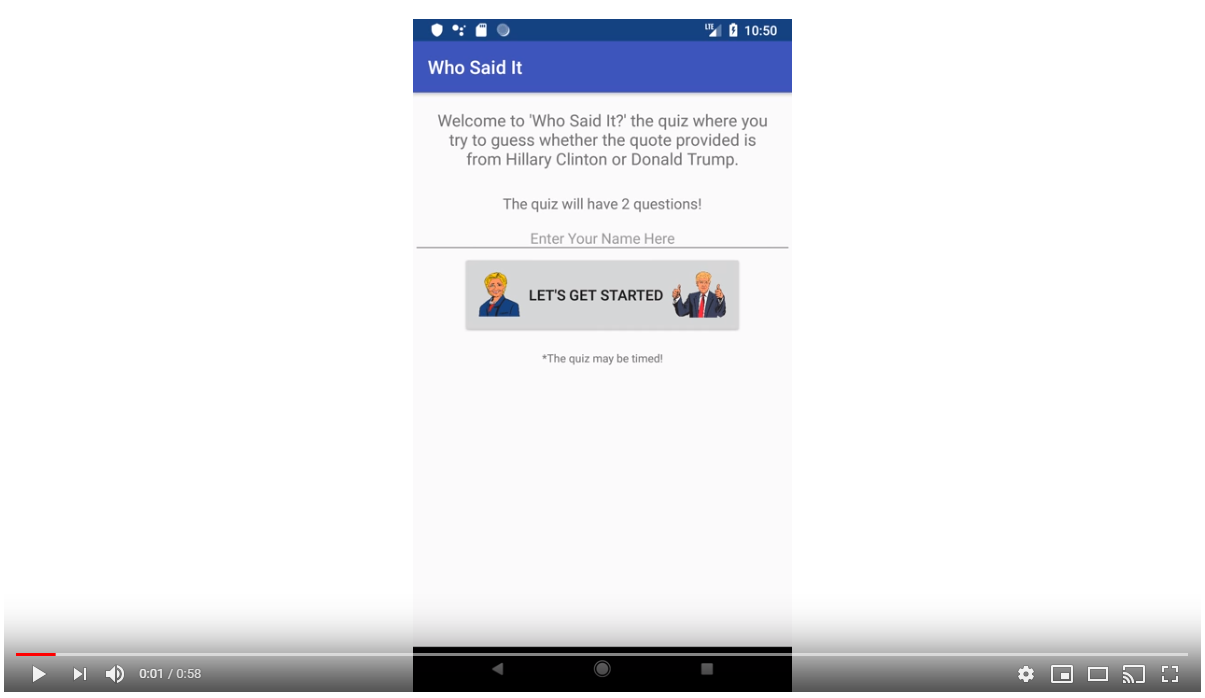 LTE 10:50
Who Said It
Welcome to 'Who Said It?' the quiz where you
try to guess whether the quote provided is
from Hillary Clinton or Donald Trump.
The quiz will have 2 questions!
Enter Your Name Here
LET'S GET STARTED
*The quiz may be timed!
0:01 / 0:58